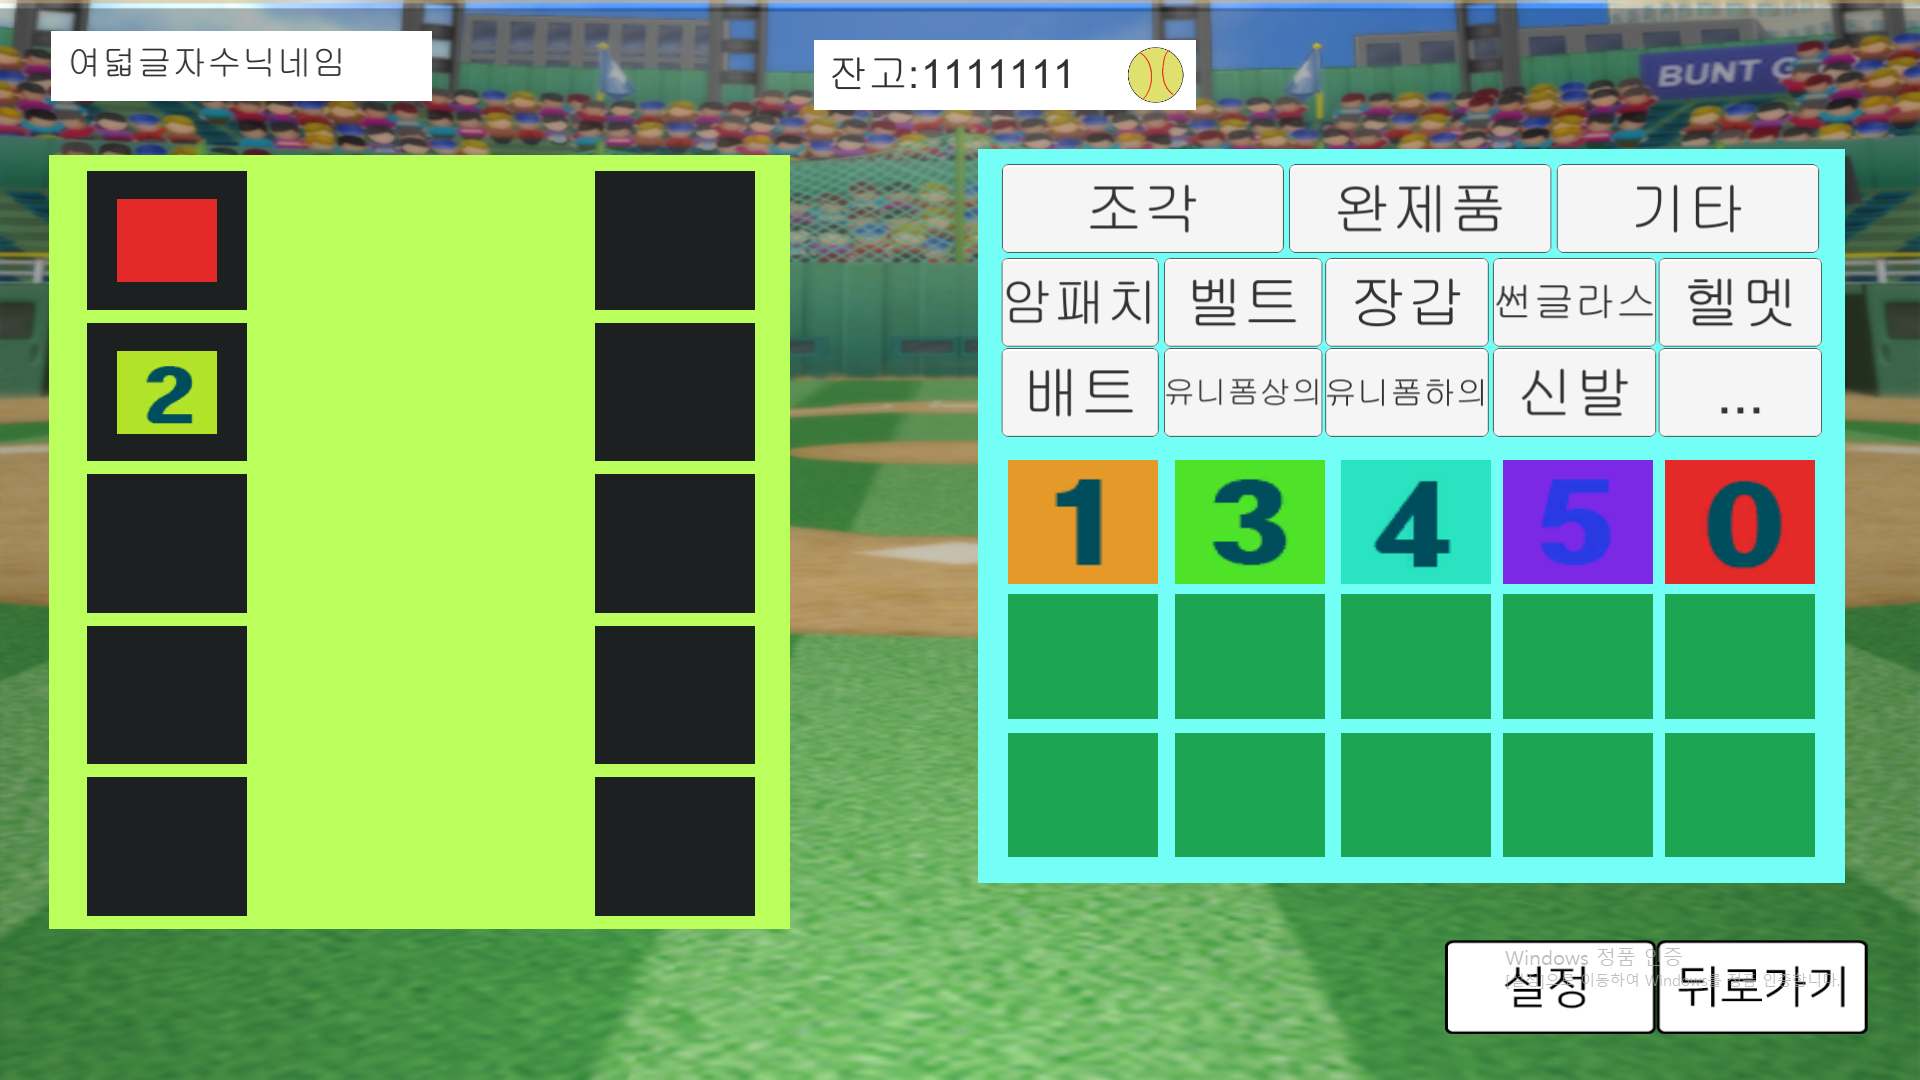 여덟글자수닉네임
잔고:1111111
BUNT G
조각 완제품 기타
암패치 벨트 장갑 썬글라스 헬멧
배트 유니폼상의 유니폼하의 신발 ...
2
1 3 4 5 0
Windows 정품 인증
설정 뒤로가기